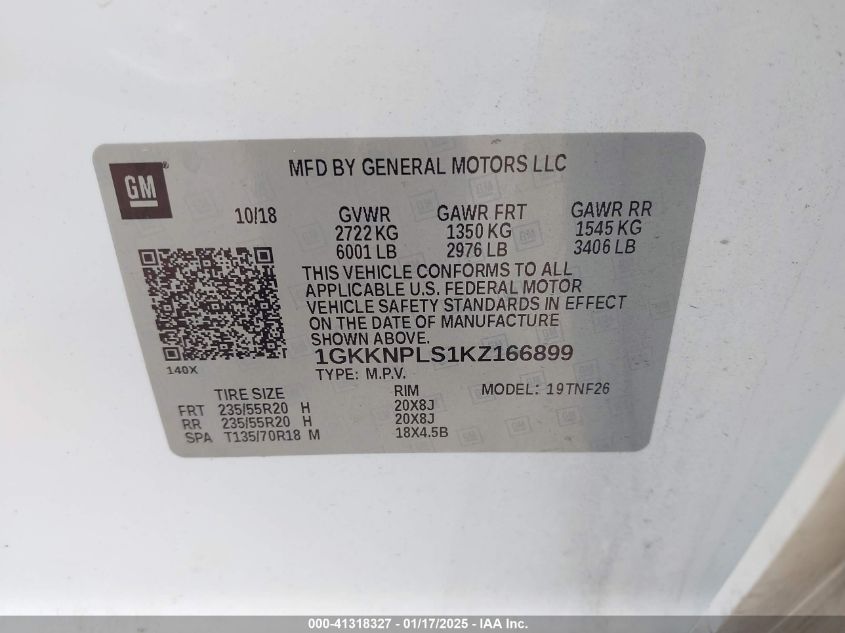 MFD BY GENERAL MOTORS LLC
GM
10/18 GVWR GAWR FRT GAWR RR
2722 KG 1350 KG 1545 KG
6001 LB 2976 LB 3406 LB
THIS VEHICLE CONFORMS TO ALL
APPLICABLE U.S. FEDERAL MOTOR
VEHICLE SAFETY STANDARDS IN EFFECT
ON THE DATE OF MANUFACTURE
SHOWN ABOVE.
1GKKNPLS1KZ166899
140X
TYPE: M.P.V.
TIRE SIZE RIM MODEL: 19TNF26
FRT 235/55R20 H 20X8J
RR 235/55R20 H 20X8J
SPA T135/70R18 M 18X4.5B
000-41318327 - 01/17/2025 - IAA Inc.